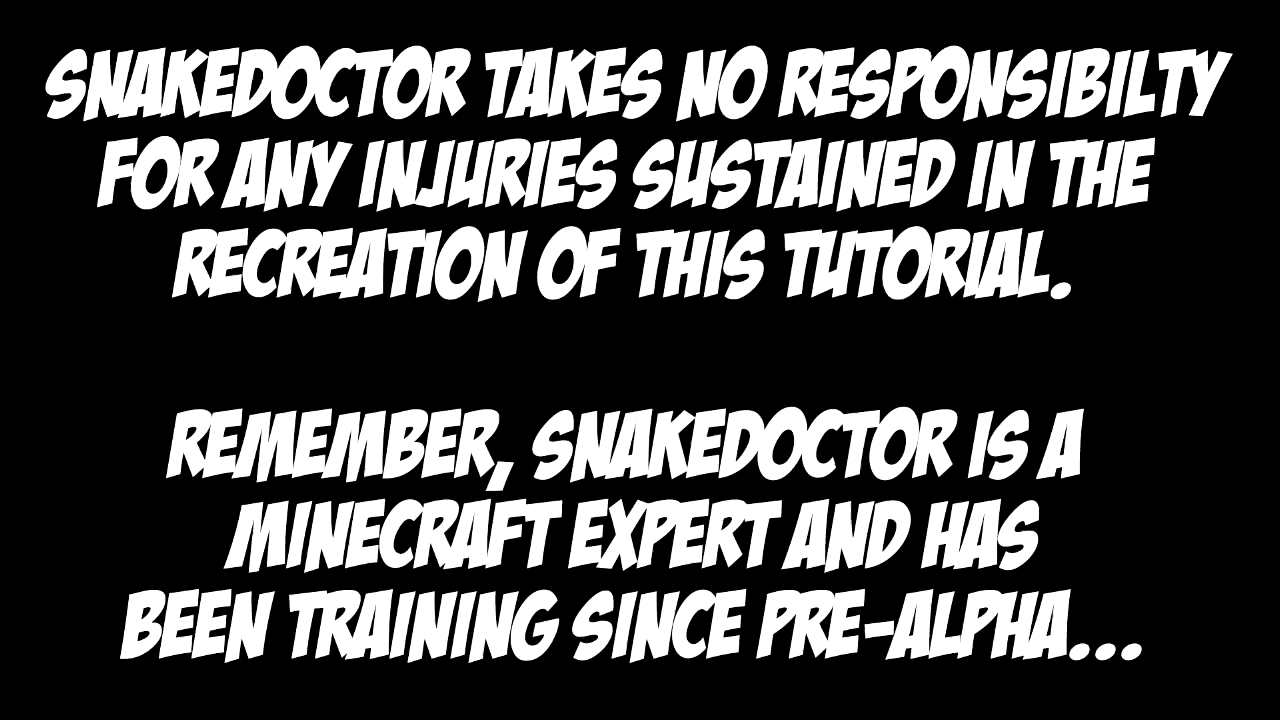 SNAKEDOCTOR TAKES NO RESPONSIBILTY
FOR ANY INJURIES SUSTAINED IN THE
RECREATION OF THIS TUTORIAL.
REMEMBER, SNAKEDOCTOR IS A
MINECRAFT EXPERT AND HAS
BEEN TRAINING SINCE PRE-ALPHA...